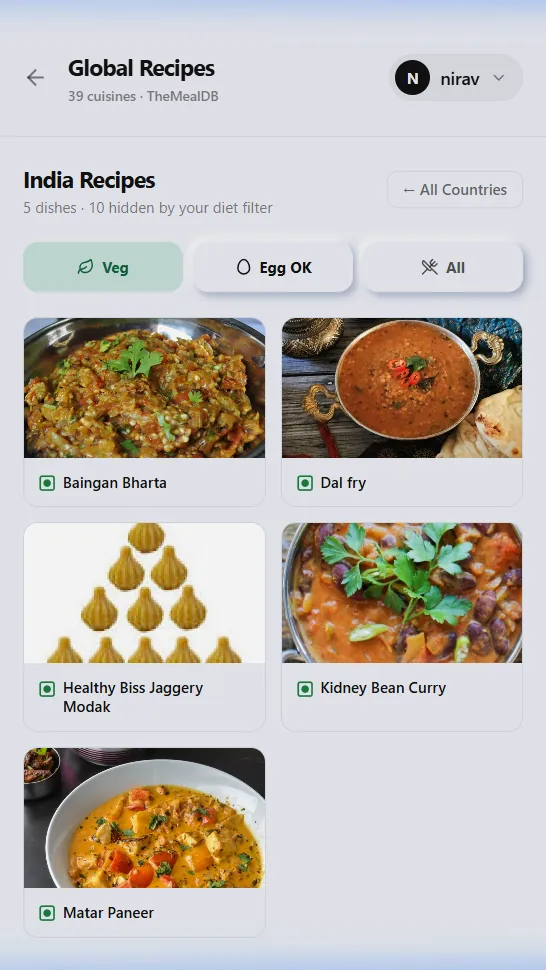 Global Recipes
39 cuisines · TheMealDB
N nirav
India Recipes
5 dishes · 10 hidden by your diet filter
← All Countries
Veg
Egg OK
All
Baingan Bharta
Dal fry
Healthy Biss Jaggery
Modak
Kidney Bean Curry
Matar Paneer